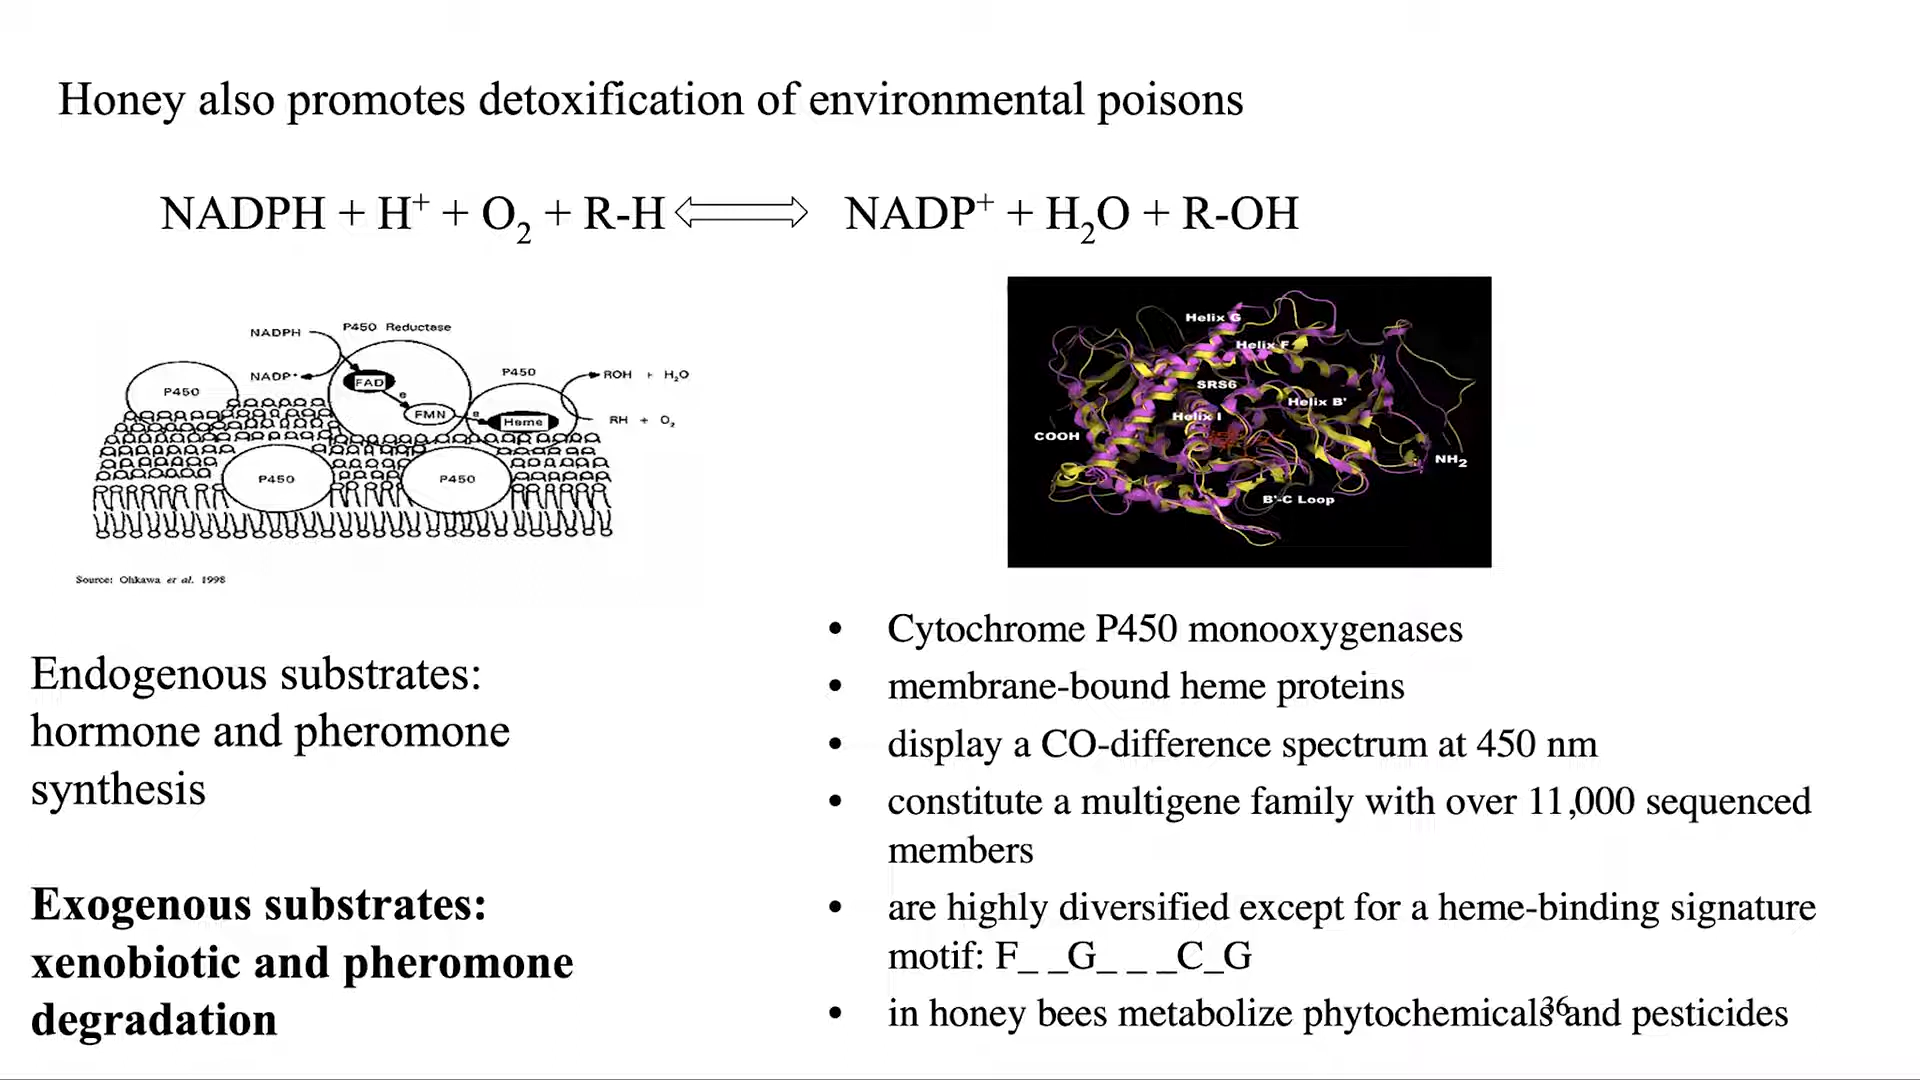 Honey also promotes detoxification of environmental poisons
NADPH + H⁺ + O₂ + R-H ⟺ NADP⁺ + H₂O + R-OH
NADPH
P450 Reductase
P450
NADP⁺
FAD
e
FMN
e
P450
Heme
ROH + H₂O
RH + O₂
P450
P450
Source: Ohkawa et al. 1998
Helix G
Helix F
SRS6
Helix B'
Helix I
COOH
NH₂
B'-C Loop
Endogenous substrates:
hormone and pheromone
synthesis
Exogenous substrates:
xenobiotic and pheromone
degradation
• Cytochrome P450 monooxygenases
• membrane-bound heme proteins
• display a CO-difference spectrum at 450 nm
• constitute a multigene family with over 11,000 sequenced
members
• are highly diversified except for a heme-binding signature
motif: F_ _G_ _ _C_G
• in honey bees metabolize phytochemicals and pesticides
36